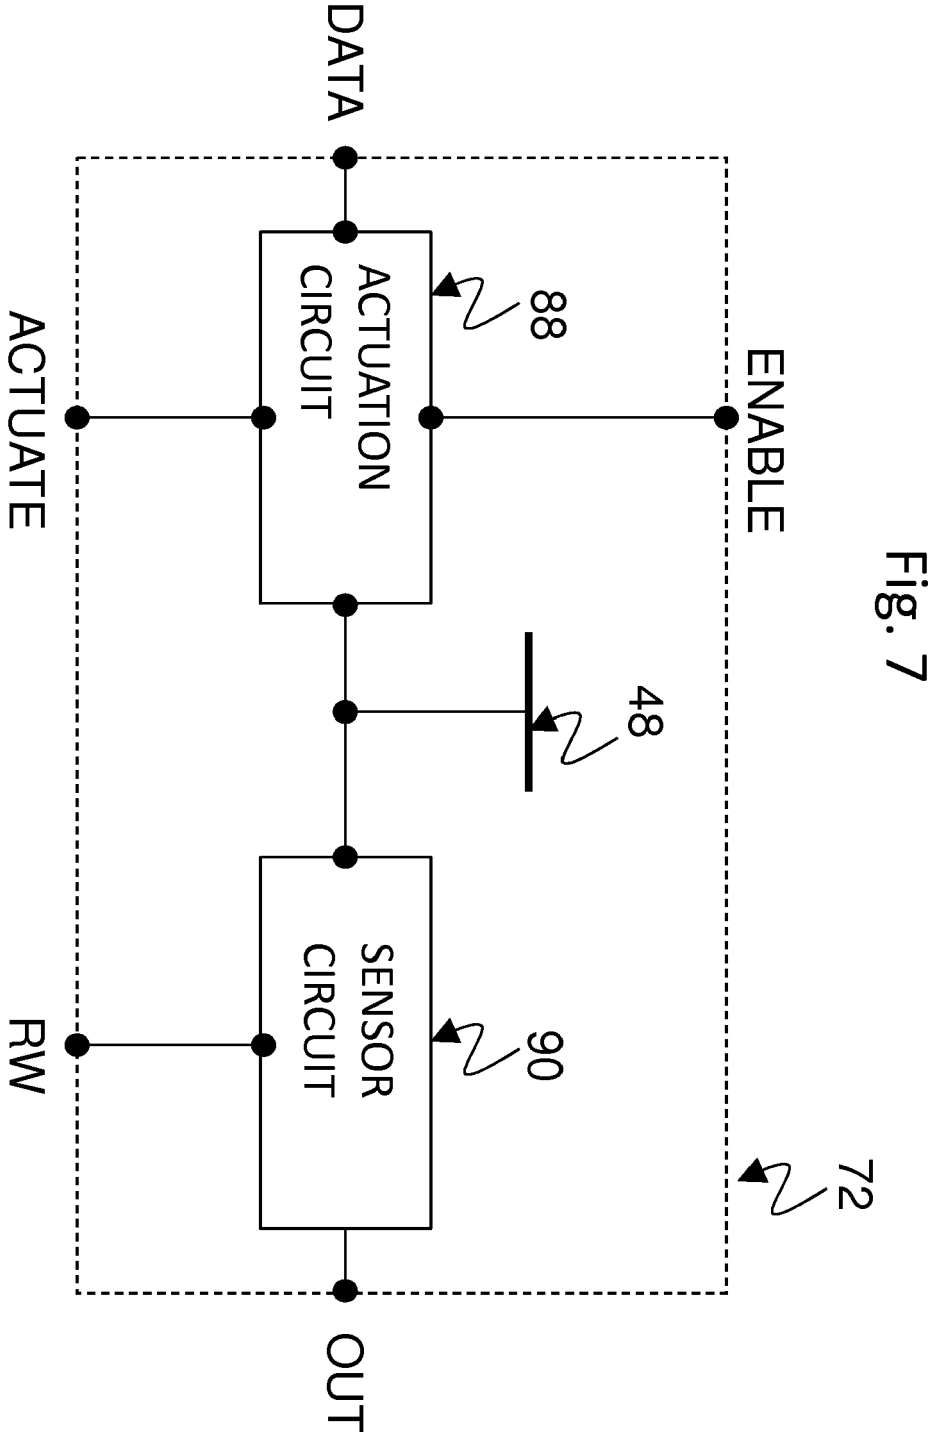 Fig. 7
72
ENABLE
88
48
90
DATA
ACTUATION
CIRCUIT
SENSOR
CIRCUIT
OUT
ACTUATE
RW